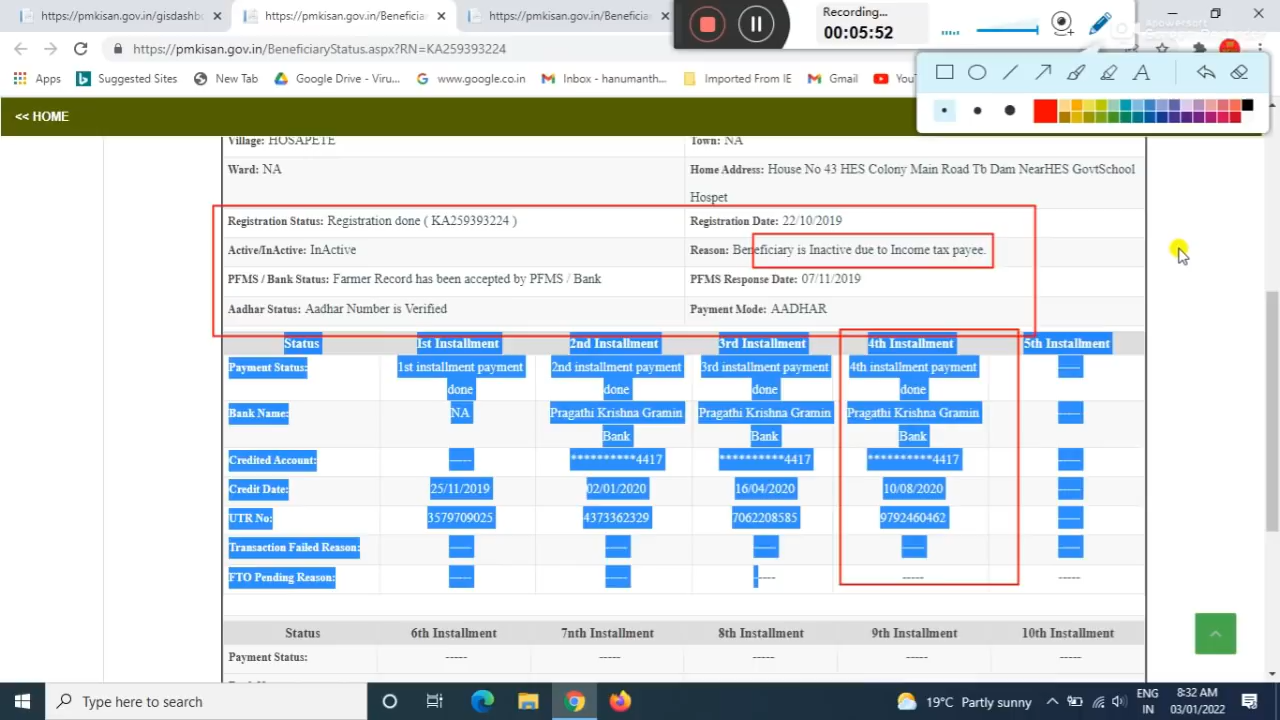 https://pmkisan.gov.in/gisdashb
https://pmkisan.gov.in/Beneficia
https://pmkisan.gov.in/Beneficia
Recording...
00:05:52
https://pmkisan.gov.in/BeneficiaryStatus.aspx?RN=KA259393224
Apps
Suggested Sites
New Tab
Google Drive - Viru...
www.google.co.in
Inbox - hanumanth...
Imported From IE
Gmail
<< HOME
Village: HOSAPETE
Town: NA
Ward: NA
Home Address: House No 43 HES Colony Main Road Tb Dam NearHES GovtSchool
Hospet
Registration Status: Registration done ( KA259393224 )
Registration Date: 22/10/2019
Active/InActive: InActive
Reason: Beneficiary is Inactive due to Income tax payee.
PFMS / Bank Status: Farmer Record has been accepted by PFMS / Bank
PFMS Response Date: 07/11/2019
Aadhar Status: Aadhar Number is Verified
Payment Mode: AADHAR
Status 1st Installment 2nd Installment 3rd Installment 4th Installment 5th Installment
Payment Status: 1st installment payment 2nd installment payment 3rd installment payment 4th installment payment -----
done done done done
Bank Name: NA Pragathi Krishna Gramin Pragathi Krishna Gramin Pragathi Krishna Gramin -----
Bank Bank Bank
Credited Account: ----- **********4417 **********4417 **********4417 -----
Credit Date: 25/11/2019 02/01/2020 16/04/2020 10/08/2020 -----
UTR No: 3579709025 4373362329 7062208585 9792460462 -----
Transaction Failed Reason: ----- ----- ----- ----- -----
FTO Pending Reason: ----- ----- ----- ----- -----
Status 6th Installment 7nth Installment 8th Installment 9th Installment 10th Installment
Payment Status: ----- ----- ----- ----- -----
Type here to search
19°C Partly sunny
ENG
IN
8:32 AM
03/01/2022